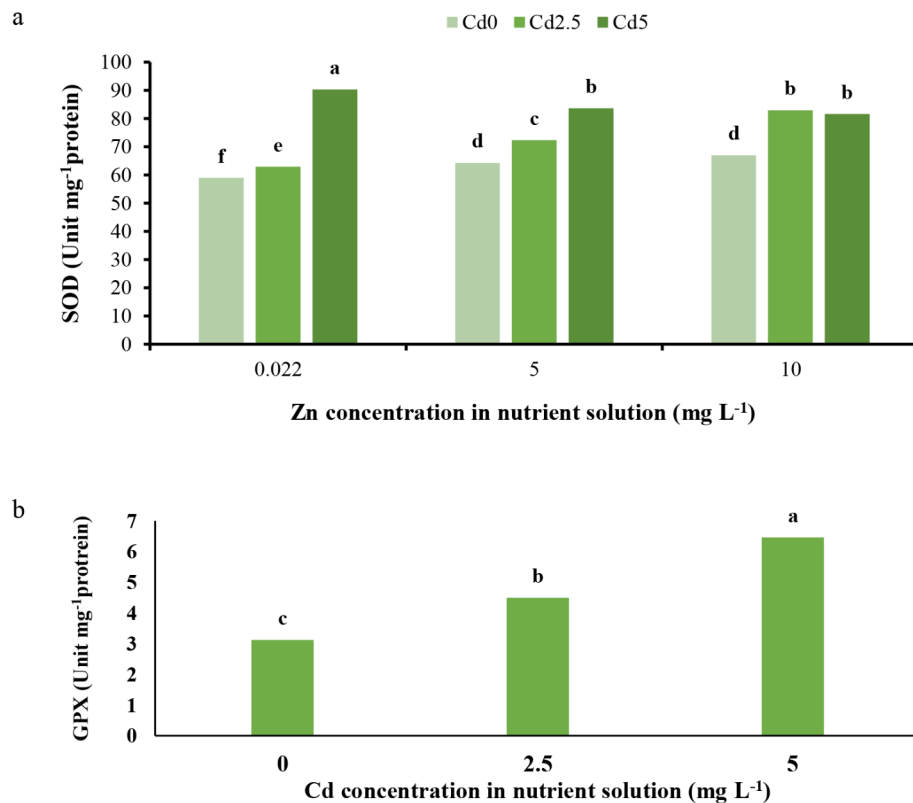 a
Cd0 Cd2.5 Cd5
100
90
80
70
60
50
40
30
20
10
0
SOD (Unit mg-1protein)
f e a d c b d b b
0.022 5 10
Zn concentration in nutrient solution (mg L-1)
b
7
6
5
4
3
2
1
0
GPX (Unit mg-1protrein)
c b a
0 2.5 5
Cd concentration in nutrient solution (mg L-1)